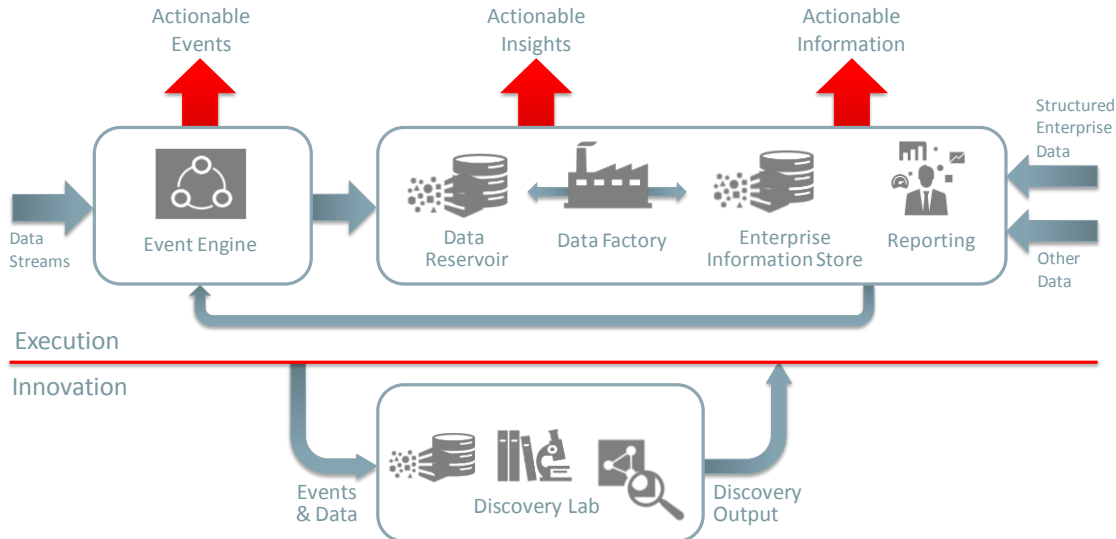 Actionable
Events
Actionable
Insights
Actionable
Information
Structured
Enterprise
Data
Data
Streams
Event Engine
Data
Reservoir
Data Factory
Enterprise
Information Store
Reporting
Other
Data
Execution
Innovation
Events
& Data
Discovery Lab
Discovery
Output